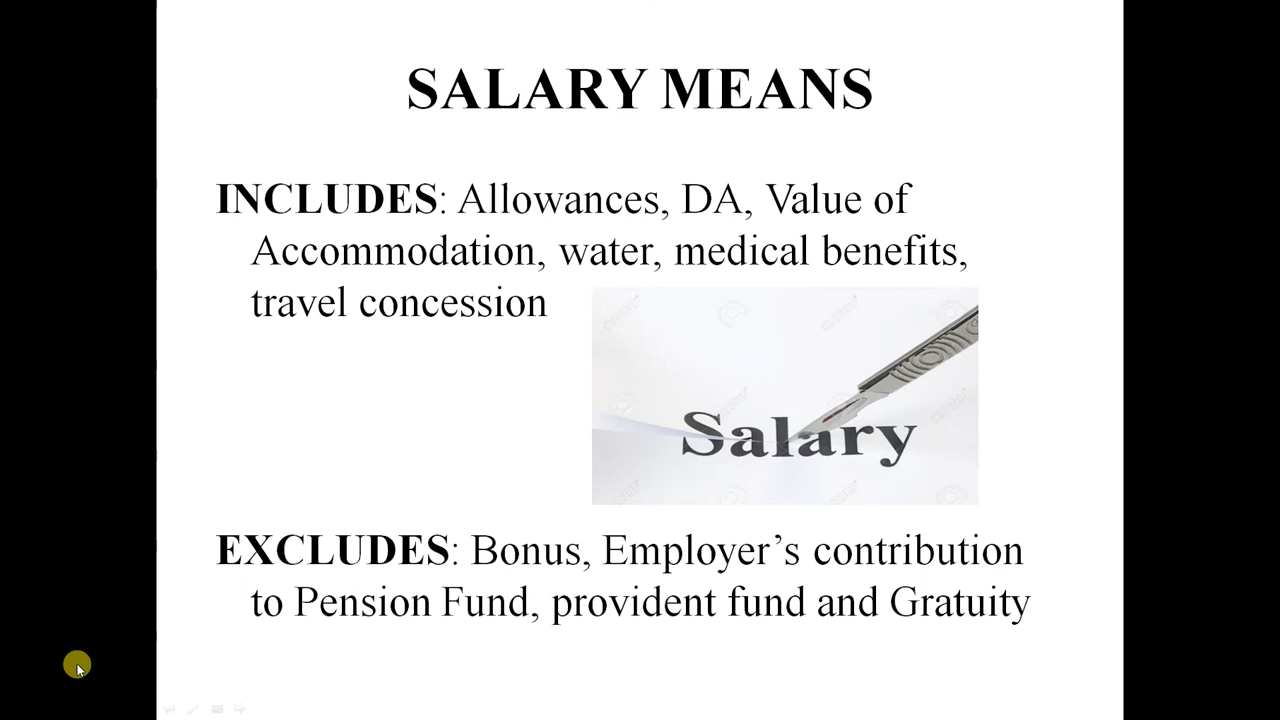 SALARY MEANS
INCLUDES: Allowances, DA, Value of
Accommodation, water, medical benefits,
travel concession
Salary
EXCLUDES: Bonus, Employer’s contribution
to Pension Fund, provident fund and Gratuity